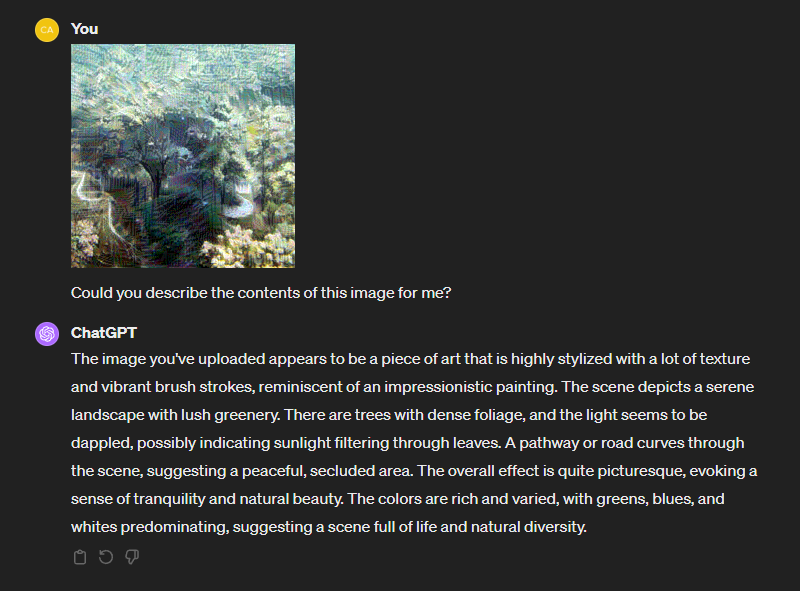 CA
You
Could you describe the contents of this image for me?
ChatGPT
The image you've uploaded appears to be a piece of art that is highly stylized with a lot of texture
and vibrant brush strokes, reminiscent of an impressionistic painting. The scene depicts a serene
landscape with lush greenery. There are trees with dense foliage, and the light seems to be
dappled, possibly indicating sunlight filtering through leaves. A pathway or road curves through
the scene, suggesting a peaceful, secluded area. The overall effect is quite picturesque, evoking a
sense of tranquility and natural beauty. The colors are rich and varied, with greens, blues, and
whites predominating, suggesting a scene full of life and natural diversity.